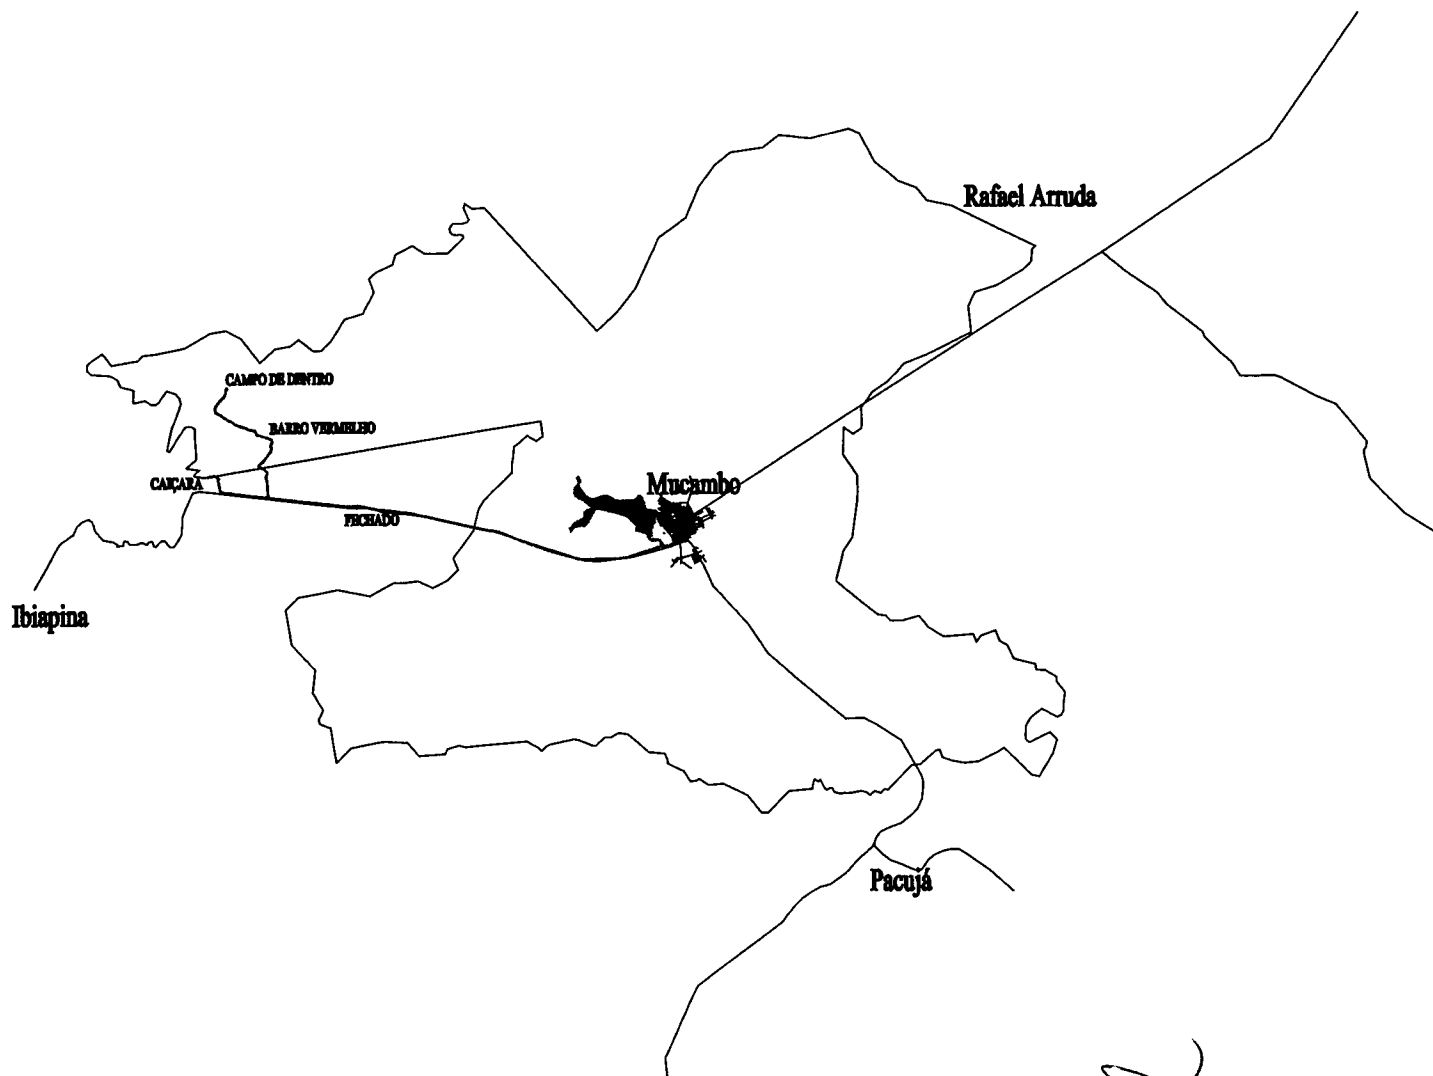 Rafael Arruda
CAMPO DE DENTRO
BARRO VERMELHO
CAIÇARA
Mucambo
FECHADO
Ibiapina
Pacujá